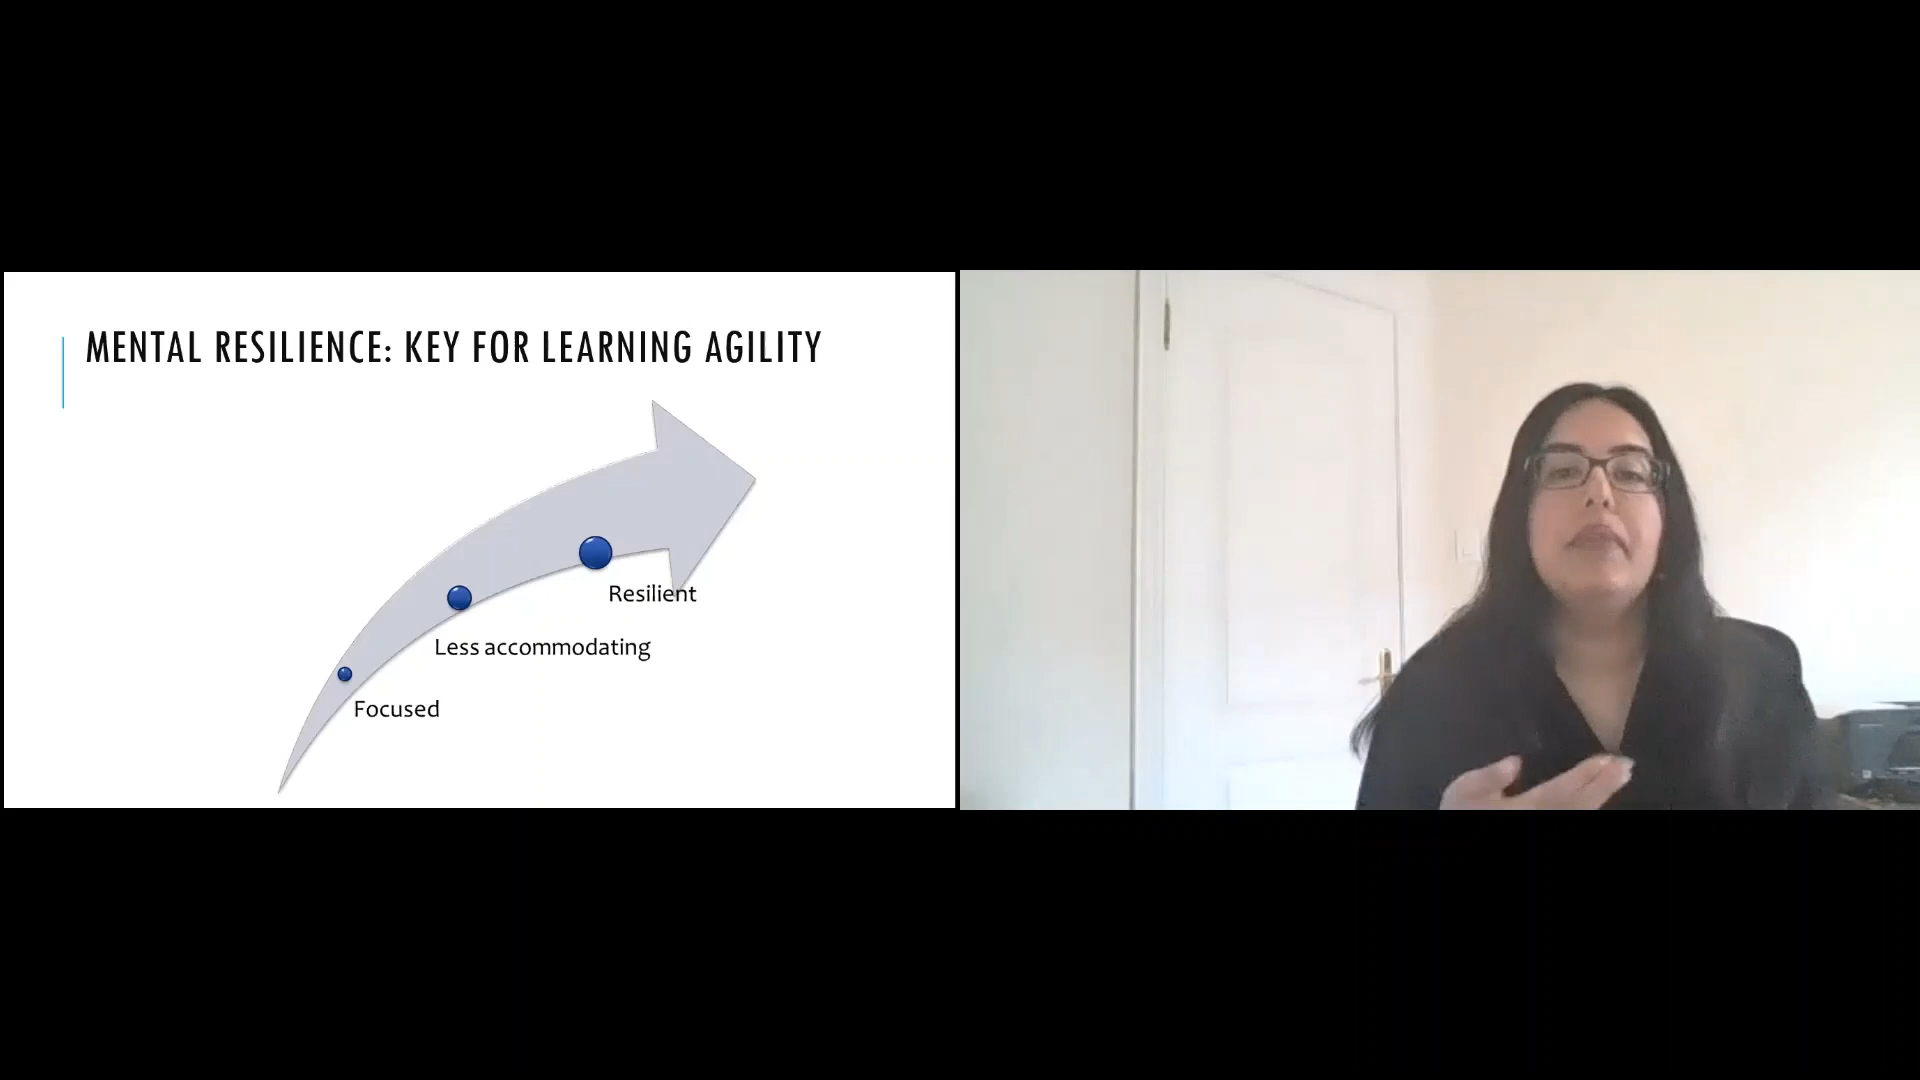 MENTAL RESILIENCE: KEY FOR LEARNING AGILITY
Resilient
Less accommodating
Focused